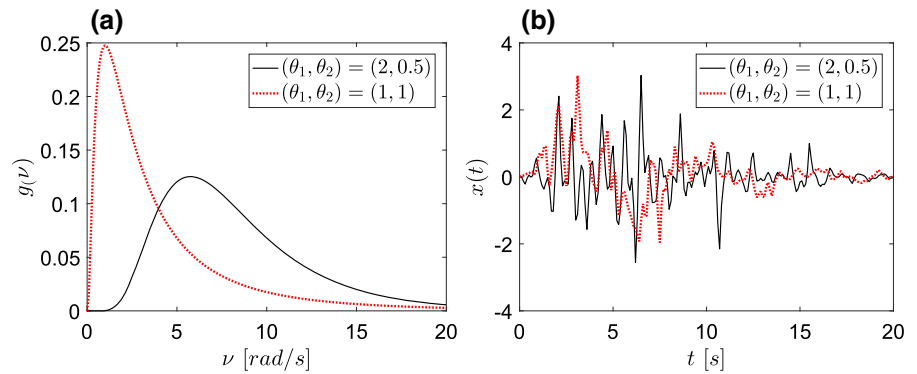 (a)
0.25
0.2
0.15
0.1
0.05
0
g(ν)
(θ₁, θ₂) = (2, 0.5)
(θ₁, θ₂) = (1, 1)
0 5 10 15 20
ν [rad/s]
(b)
4
2
0
-2
-4
x(t)
(θ₁, θ₂) = (2, 0.5)
(θ₁, θ₂) = (1, 1)
0 5 10 15 20
t [s]